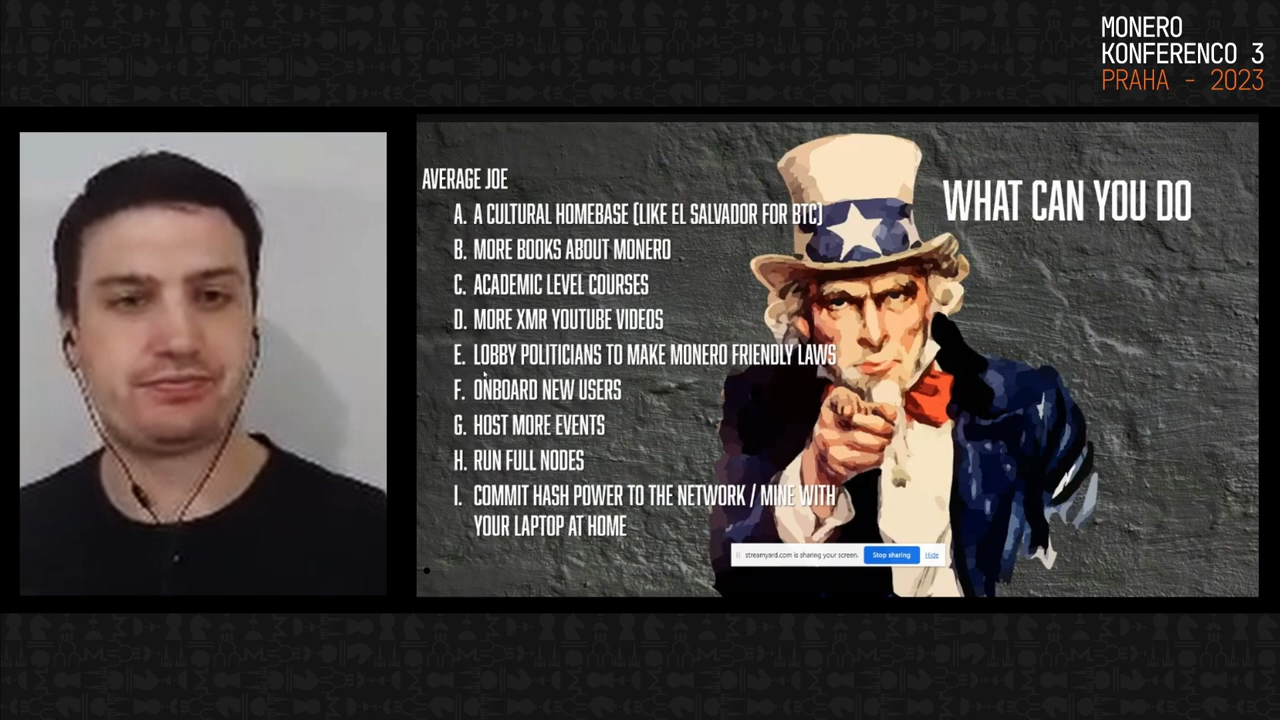 MONERO
KONFERENCO 3
PRAHA - 2023
AVERAGE JOE
WHAT CAN YOU DO
A. A CULTURAL HOMEBASE (LIKE EL SALVADOR FOR BTC)
B. MORE BOOKS ABOUT MONERO
C. ACADEMIC LEVEL COURSES
D. MORE XMR YOUTUBE VIDEOS
E. LOBBY POLITICIANS TO MAKE MONERO FRIENDLY LAWS
F. ONBOARD NEW USERS
G. HOST MORE EVENTS
H. RUN FULL NODES
I. COMMIT HASH POWER TO THE NETWORK / MINE WITH
YOUR LAPTOP AT HOME
streamyard.com is sharing your screen. Stop sharing Hide